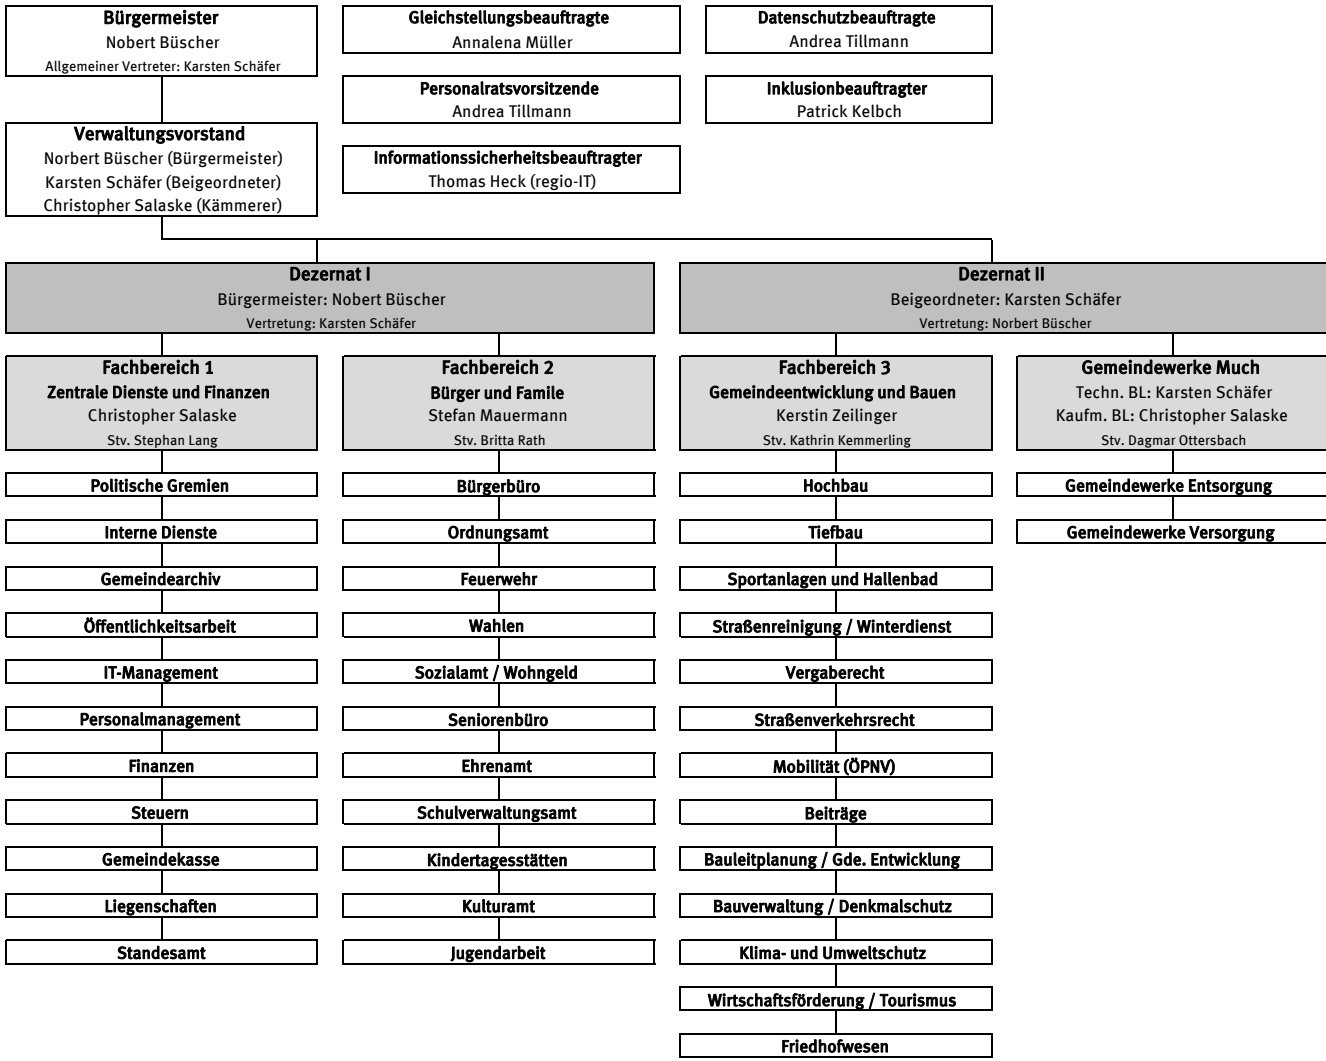 Bürgermeister
Nobert Büscher
Allgemeiner Vertreter: Karsten Schäfer
Gleichstellungsbeauftragte
Annalena Müller
Datenschutzbeauftragte
Andrea Tillmann
Personalratsvorsitzende
Andrea Tillmann
Inklusionbeauftragter
Patrick Kelbch
Verwaltungsvorstand
Norbert Büscher (Bürgermeister)
Karsten Schäfer (Beigeordneter)
Christopher Salaske (Kämmerer)
Informationssicherheitsbeauftragter
Thomas Heck (regio-IT)
Dezernat I
Bürgermeister: Nobert Büscher
Vertretung: Karsten Schäfer
Dezernat II
Beigeordneter: Karsten Schäfer
Vertretung: Norbert Büscher
Fachbereich 1
Zentrale Dienste und Finanzen
Christopher Salaske
Stv. Stephan Lang
Politische Gremien
Interne Dienste
Gemeindearchiv
Öffentlichkeitsarbeit
IT-Management
Personalmanagement
Finanzen
Steuern
Gemeindekasse
Liegenschaften
Standesamt
Fachbereich 2
Bürger und Famile
Stefan Mauermann
Stv. Britta Rath
Bürgerbüro
Ordnungsamt
Feuerwehr
Wahlen
Sozialamt / Wohngeld
Seniorenbüro
Ehrenamt
Schulverwaltungsamt
Kindertagesstätten
Kulturamt
Jugendarbeit
Fachbereich 3
Gemeindeentwicklung und Bauen
Kerstin Zeilinger
Stv. Kathrin Kemmerling
Hochbau
Tiefbau
Sportanlagen und Hallenbad
Straßenreinigung / Winterdienst
Vergaberecht
Straßenverkehrsrecht
Mobilität (ÖPNV)
Beiträge
Bauleitplanung / Gde. Entwicklung
Bauverwaltung / Denkmalschutz
Klima- und Umweltschutz
Wirtschaftsförderung / Tourismus
Friedhofwesen
Gemeindewerke Much
Techn. BL: Karsten Schäfer
Kaufm. BL: Christopher Salaske
Stv. Dagmar Ottersbach
Gemeindewerke Entsorgung
Gemeindewerke Versorgung